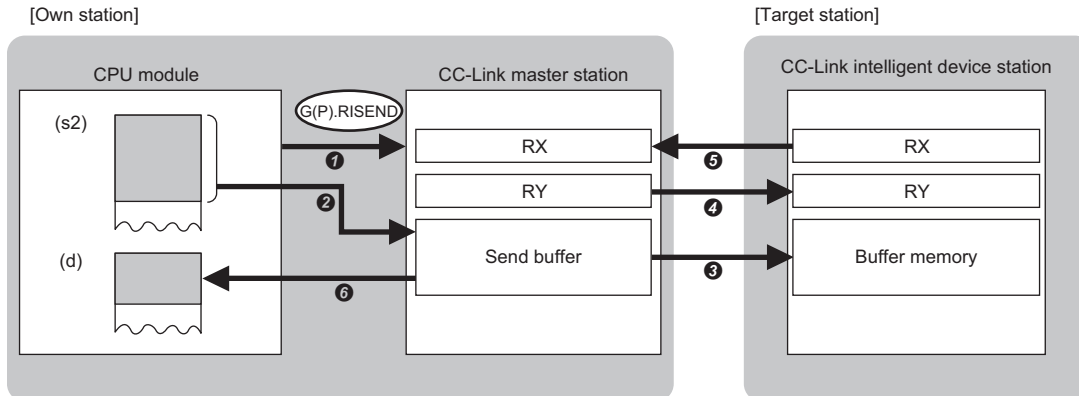 [Own station]
[Target station]
CPU module
CC-Link master station
CC-Link intelligent device station
(s2)
G(P).RISEND
RX
RX
❶
❺
RY
RY
❷
❹
(d)
Send buffer
Buffer memory
❸
❻